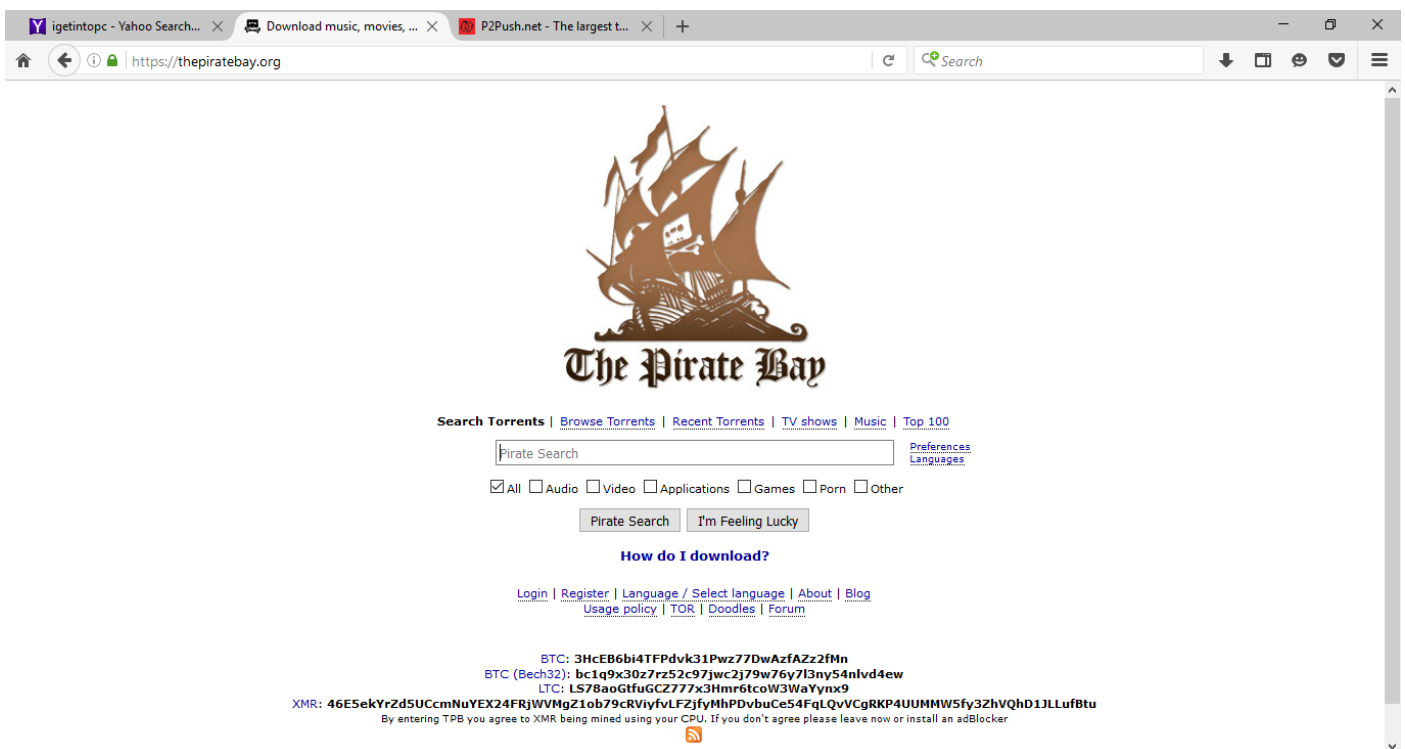 igetintopc - Yahoo Search...
Download music, movies, ...
P2Push.net - The largest t...
https://thepiratebay.org
Search
The Pirate Bay
Search Torrents | Browse Torrents | Recent Torrents | TV shows | Music | Top 100
Pirate Search
Preferences
Languages
All Audio Video Applications Games Porn Other
Pirate Search I'm Feeling Lucky
How do I download?
Login | Register | Language / Select language | About | Blog
Usage policy | TOR | Doodles | Forum
BTC: 3HcEB6bi4TFPdvk31Pwz77DwAzfAZz2fMn
BTC (Bech32): bc1q9x30z7rz52c97jwc2j79w76y7l3ny54nlvd4ew
LTC: LS78aoGtfuGCZ777x3Hmr6tcoW3WaYynx9
XMR: 46E5ekYrZd5UCcmNuYEX24FRjWVMgZ1ob79cRViyfvLFZjfyMhPDvbuCe54FqLQvVCgRKP4UUMMW5fy3ZhVQhD1JLLufBtu
By entering TPB you agree to XMR being mined using your CPU. If you don't agree please leave now or install an adBlocker